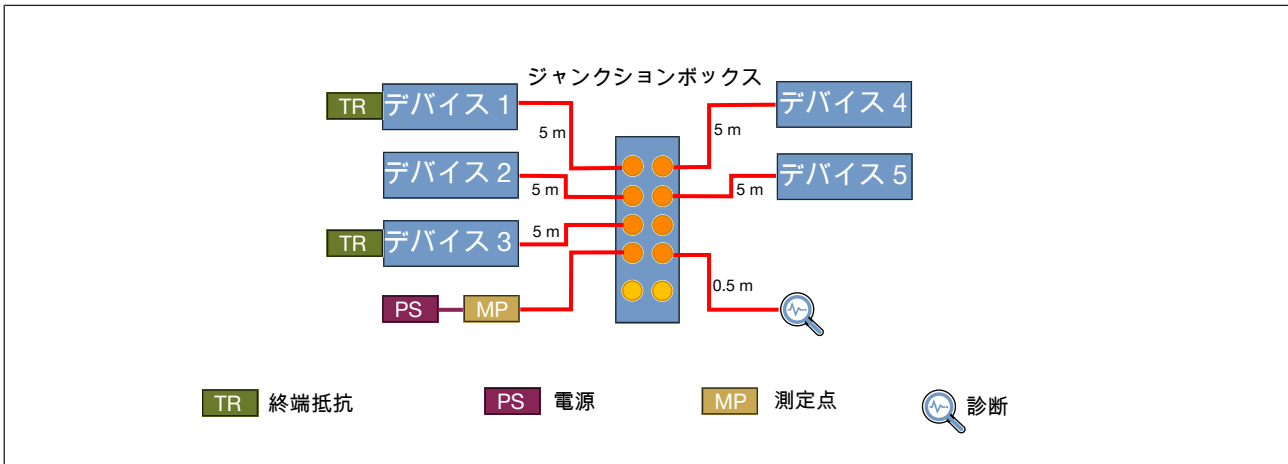 ジャンクションボックス
TR デバイス 1
5 m
デバイス 2
5 m
TR デバイス 3
5 m
PS MP
デバイス 4
5 m
デバイス 5
5 m
0.5 m
TR 終端抵抗
PS 電源
MP 測定点
診断